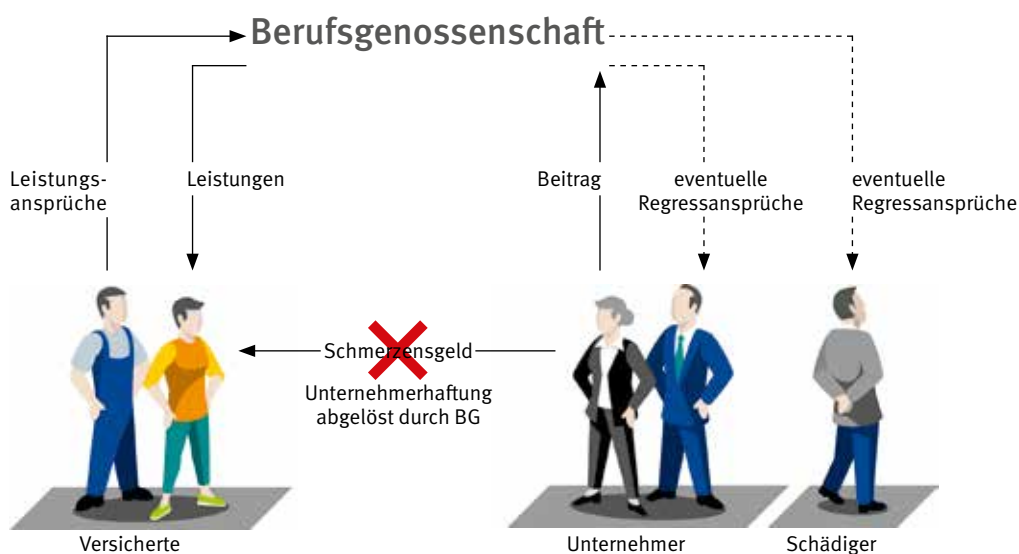 Berufsgenossenschaft
Leistungs-
ansprüche
Leistungen
Beitrag
eventuelle
Regressansprüche
eventuelle
Regressansprüche
Schmerzensgeld
Unternehmerhaftung
abgelöst durch BG
Versicherte
Unternehmer
Schädiger